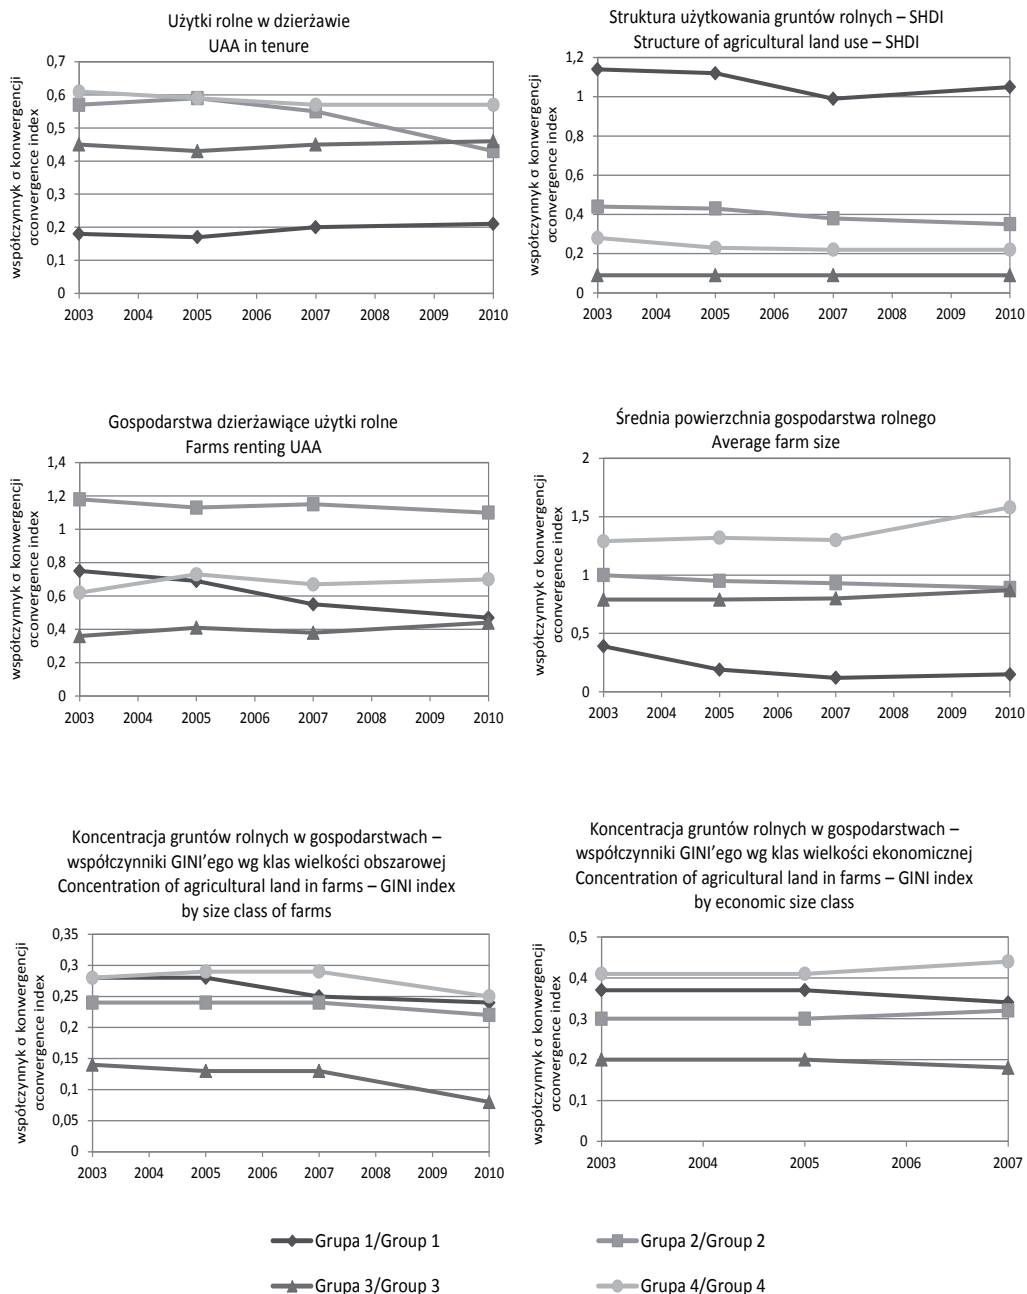 Użytki rolne w dzierżawie
UAA in tenure
współczynnyk σ konwergencji
σconvergence index
0,7
0,6
0,5
0,4
0,3
0,2
0,1
0
2003 2004 2005 2006 2007 2008 2009 2010
Struktura użytkowania gruntów rolnych – SHDI
Structure of agricultural land use – SHDI
współczynnyk σ konwergencji
σconvergence index
1,2
1
0,8
0,6
0,4
0,2
0
2003 2004 2005 2006 2007 2008 2009 2010
Gospodarstwa dzierżawiące użytki rolne
Farms renting UAA
współczynnyk σ konwergencji
σconvergence index
1,4
1,2
1
0,8
0,6
0,4
0,2
0
2003 2004 2005 2006 2007 2008 2009 2010
Średnia powierzchnia gospodarstwa rolnego
Average farm size
współczynnyk σ konwergencji
σconvergence index
2
1,5
1
0,5
0
2003 2004 2005 2006 2007 2008 2009 2010
Koncentracja gruntów rolnych w gospodarstwach –
współczynniki GINI’ego wg klas wielkości obszarowej
Concentration of agricultural land in farms – GINI index
by size class of farms
współczynnyk σ konwergencji
σconvergence index
0,35
0,3
0,25
0,2
0,15
0,1
0,05
0
2003 2004 2005 2006 2007 2008 2009 2010
Koncentracja gruntów rolnych w gospodarstwach –
współczynniki GINI’ego wg klas wielkości ekonomicznej
Concentration of agricultural land in farms – GINI index
by economic size class
współczynnyk σ konwergencji
σconvergence index
0,5
0,4
0,3
0,2
0,1
0
2003 2004 2005 2006 2007
Grupa 1/Group 1
Grupa 2/Group 2
Grupa 3/Group 3
Grupa 4/Group 4